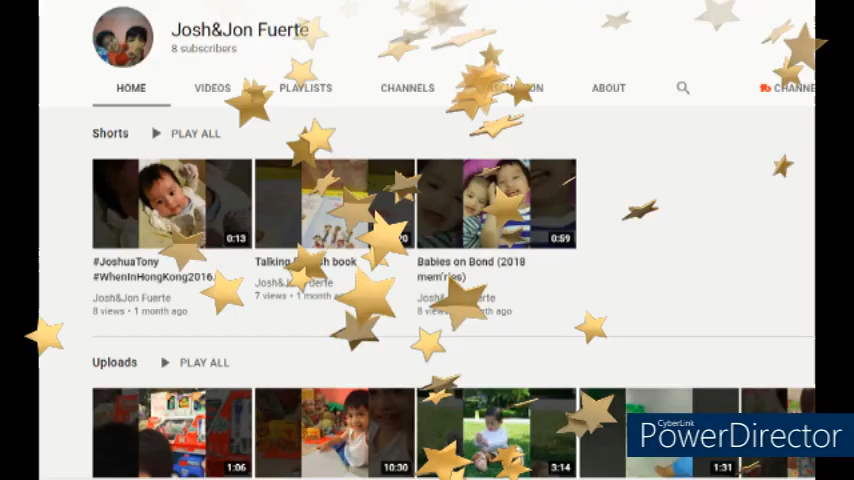 Josh&Jon Fuerte
8 subscribers
HOME VIDEOS PLAYLISTS CHANNELS ABOUT
Shorts PLAY ALL
0:13 0:59
#JoshuaTony Talking book Babies on Bond (2018
#WhenInHongKong2016.
Josh&Jon Fuerte
8 views • 1 month ago 7 views • 1 month
Uploads PLAY ALL
1:06 10:30 3:14 1:31
CyberLink
PowerDirector